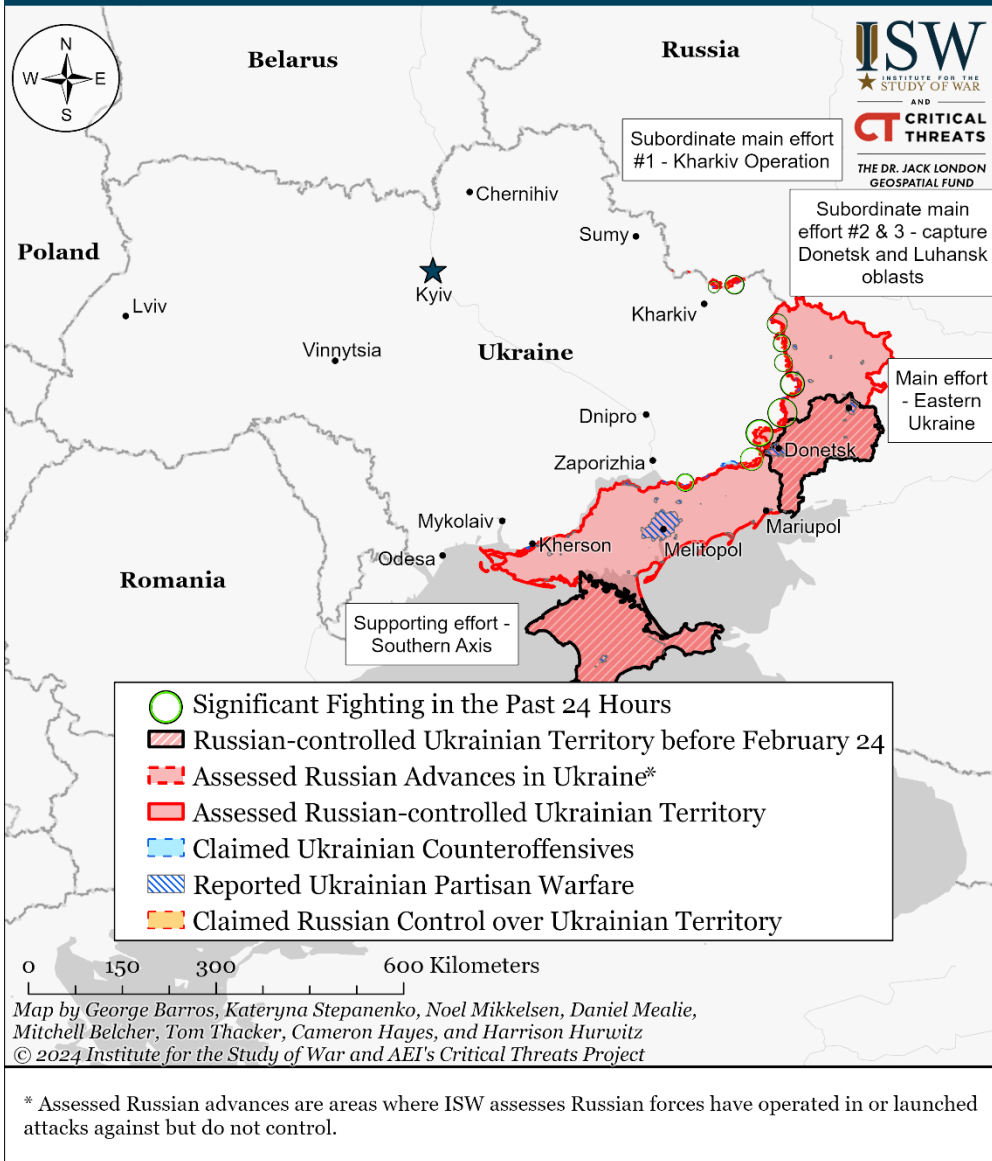 N
W
E
S
Belarus
Russia
ISW
INSTITUTE FOR THE
STUDY OF WAR
AND
CT CRITICAL
THREATS
THE DR. JACK LONDON
GEOSPATIAL FUND
Subordinate main effort
#1 - Kharkiv Operation
Subordinate main
effort #2 & 3 - capture
Donetsk and Luhansk
oblasts
Chernihiv
Sumy
Poland
Kyiv
Lviv
Kharkiv
Vinnytsia
Ukraine
Main effort
- Eastern
Ukraine
Dnipro
Donetsk
Zaporizhia
Mykolaiv
Mariupol
Kherson
Melitopol
Odesa
Romania
Supporting effort -
Southern Axis
Significant Fighting in the Past 24 Hours
Russian-controlled Ukrainian Territory before February 24
Assessed Russian Advances in Ukraine*
Assessed Russian-controlled Ukrainian Territory
Claimed Ukrainian Counteroffensives
Reported Ukrainian Partisan Warfare
Claimed Russian Control over Ukrainian Territory
0 150 300 600 Kilometers
Map by George Barros, Kateryna Stepanenko, Noel Mikkelsen, Daniel Mealie,
Mitchell Belcher, Tom Thacker, Cameron Hayes, and Harrison Hurwitz
© 2024 Institute for the Study of War and AEI's Critical Threats Project
* Assessed Russian advances are areas where ISW assesses Russian forces have operated in or launched
attacks against but do not control.